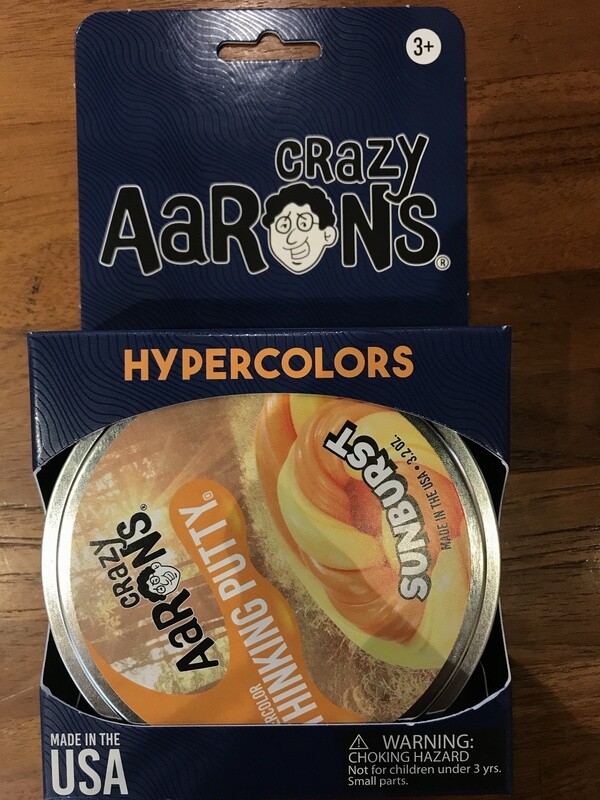 3+
CRazy
AaRONS®
HYPERCOLORS
SUNBURST
MADE IN THE USA • 3.2 OZ.
CRazy
AaRONS®
THINKING PUTTY®
MADE IN THE
USA
⚠ WARNING:
CHOKING HAZARD
Not for children under 3 yrs.
Small parts.